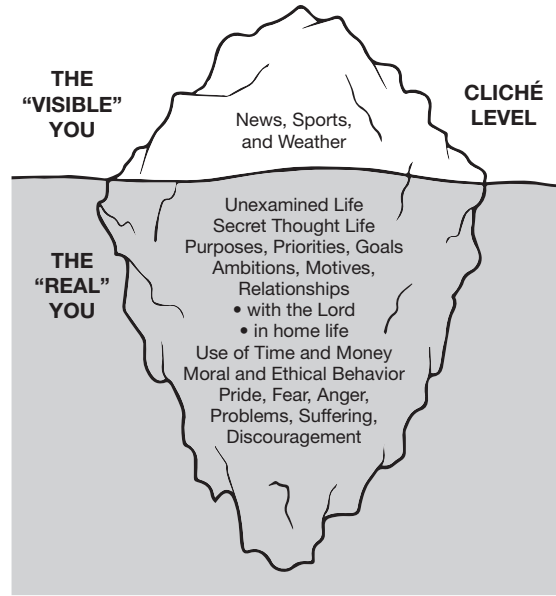 THE
“VISIBLE”
YOU
CLICHÉ
LEVEL
News, Sports,
and Weather
THE
“REAL”
YOU
Unexamined Life
Secret Thought Life
Purposes, Priorities, Goals
Ambitions, Motives,
Relationships
• with the Lord
• in home life
Use of Time and Money
Moral and Ethical Behavior
Pride, Fear, Anger,
Problems, Suffering,
Discouragement